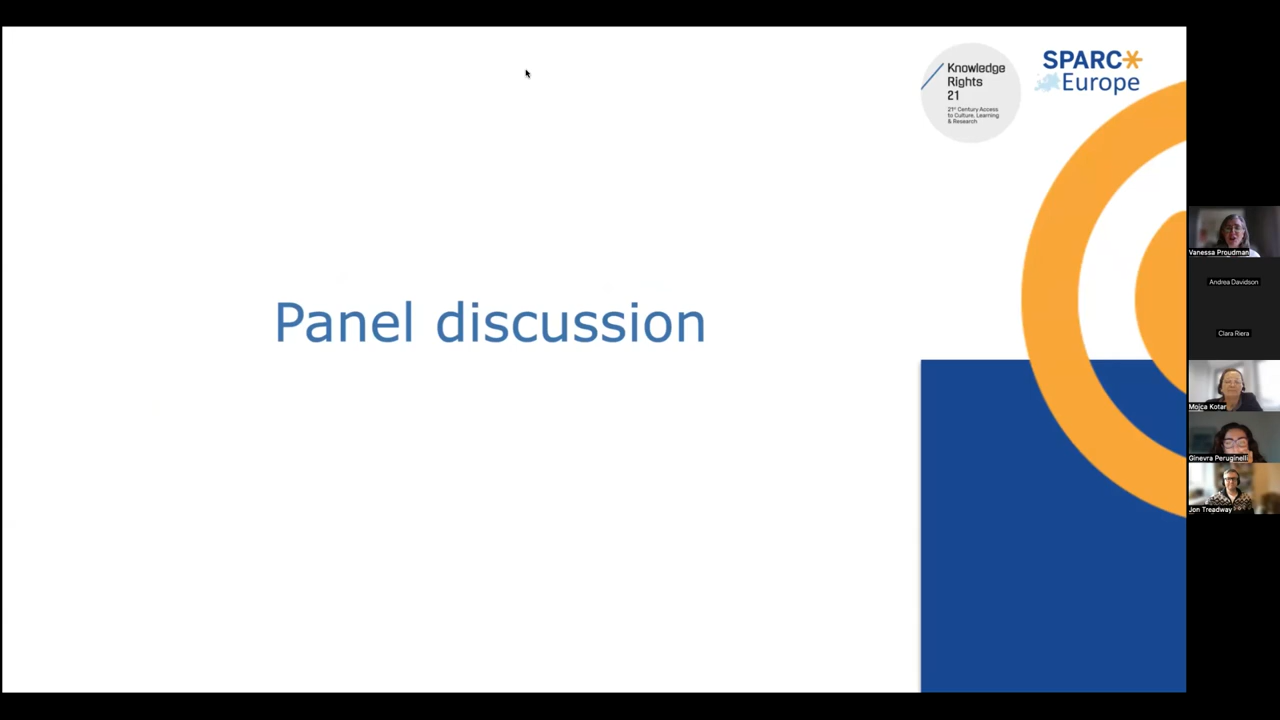 Knowledge
Rights
21
21st Century Access
to Culture, Learning
& Research
SPARC
Europe
Panel discussion
Vanessa Proudman
Andrea Davidson
Clara Riera
Mojca Kotar
Ginevra Peruginelli
Jon Treadway